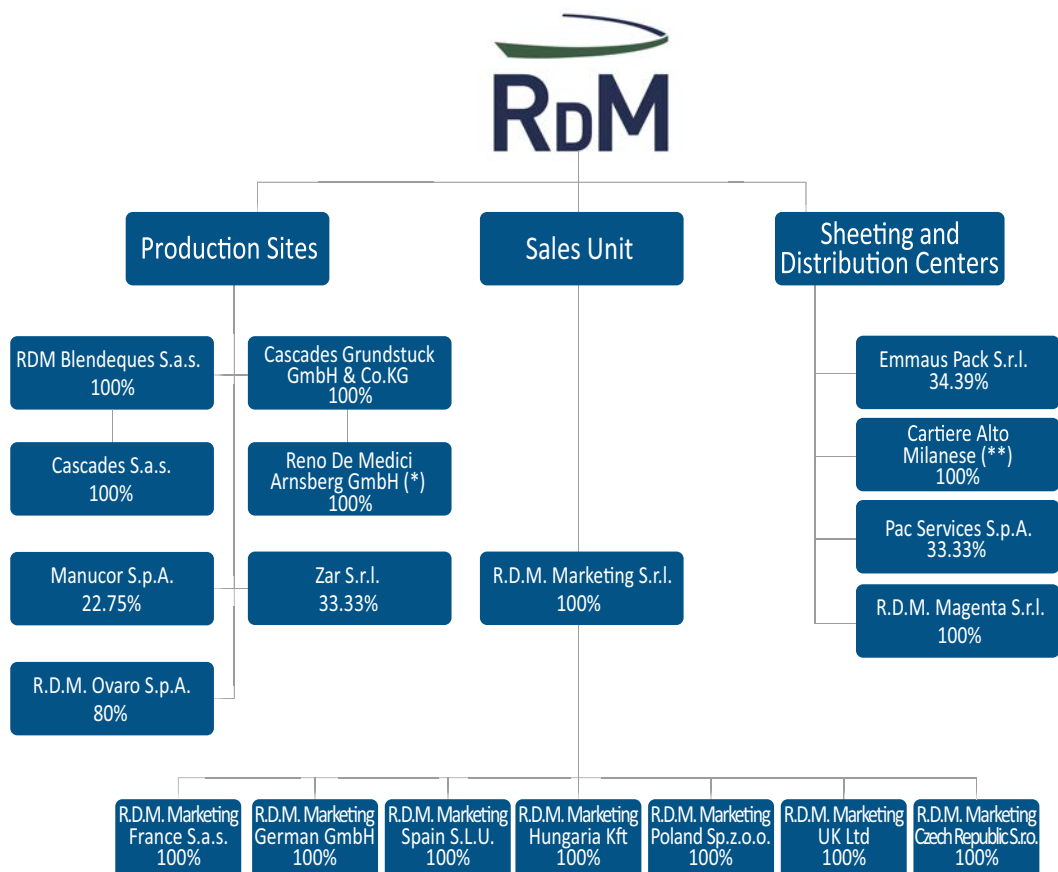 RDM
Production Sites
Sales Unit
Sheeting and
Distribution Centers
RDM Blendeques S.a.s.
100%
Cascades Grundstuck
GmbH & Co.KG
100%
Emmaus Pack S.r.l.
34.39%
Cascades S.a.s.
100%
Reno De Medici
Arnsberg GmbH (*)
100%
Cartiere Alto
Milanese (**)
100%
Pac Services S.p.A.
33.33%
Manucor S.p.A.
22.75%
Zar S.r.l.
33.33%
R.D.M. Marketing S.r.l.
100%
R.D.M. Magenta S.r.l.
100%
R.D.M. Ovaro S.p.A.
80%
R.D.M. Marketing
France S.a.s.
100%
R.D.M. Marketing
German GmbH
100%
R.D.M. Marketing
Spain S.L.U.
100%
R.D.M. Marketing
Hungaria Kft
100%
R.D.M. Marketing
Poland Sp.z.o.o.
100%
R.D.M. Marketing
UK Ltd
100%
R.D.M. Marketing
Czech Republic S.r.o.
100%